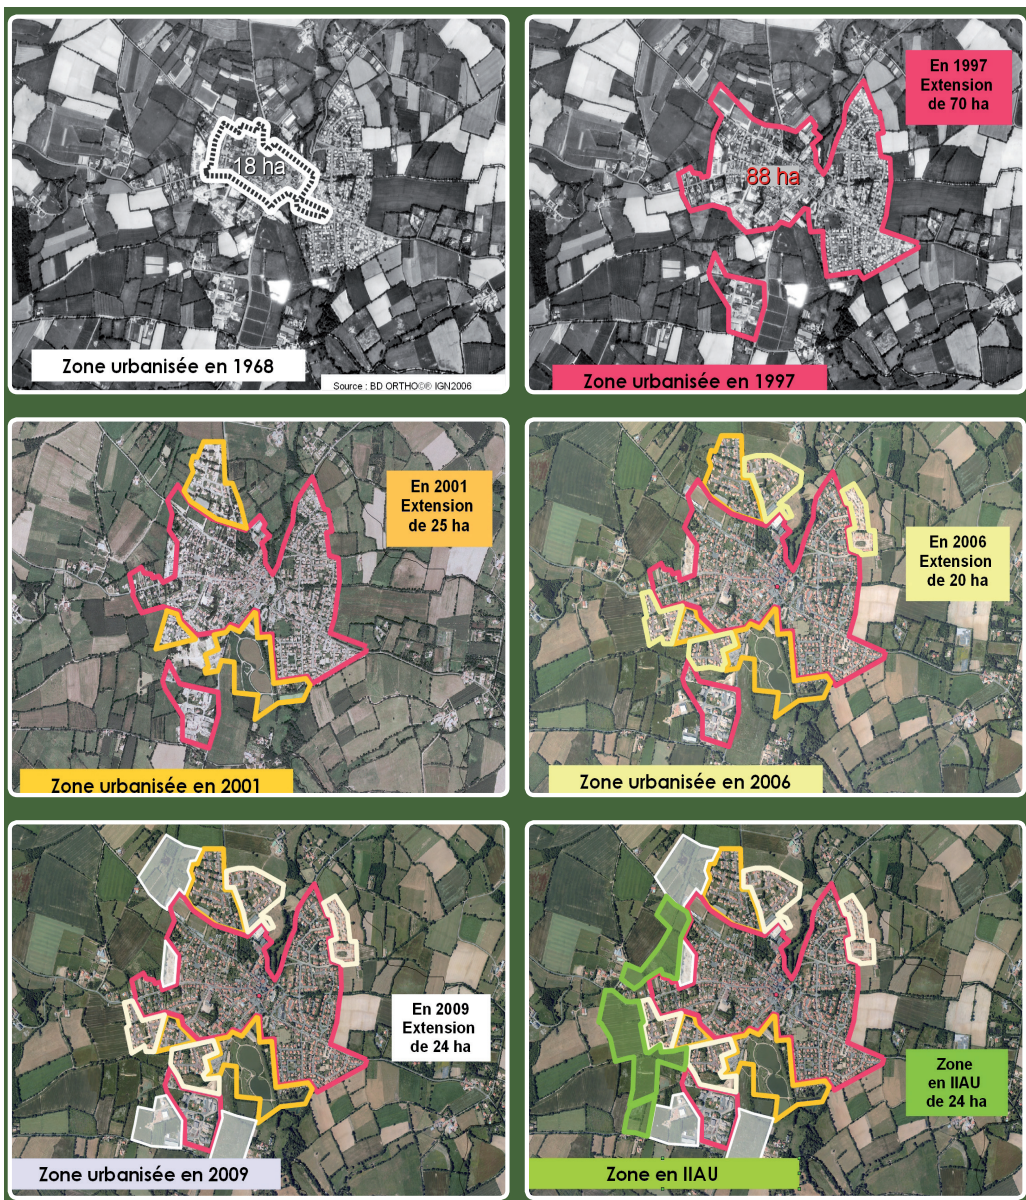 18 ha
Zone urbanisée en 1968
Source : BD ORTHO©® IGN2006
En 1997
Extension
de 70 ha
88 ha
Zone urbanisée en 1997
En 2001
Extension
de 25 ha
Zone urbanisée en 2001
En 2006
Extension
de 20 ha
Zone urbanisée en 2006
En 2009
Extension
de 24 ha
Zone urbanisée en 2009
Zone
en IIAU
de 24 ha
Zone en IIAU